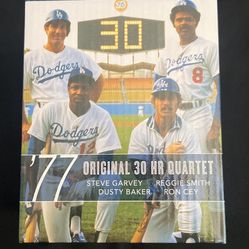 30
Dodgers
Dodgers
8
Dodgers
Dodgers
'77
ORIGINAL 30 HR QUARTET
STEVE GARVEY REGGIE SMITH
DUSTY BAKER RON CEY